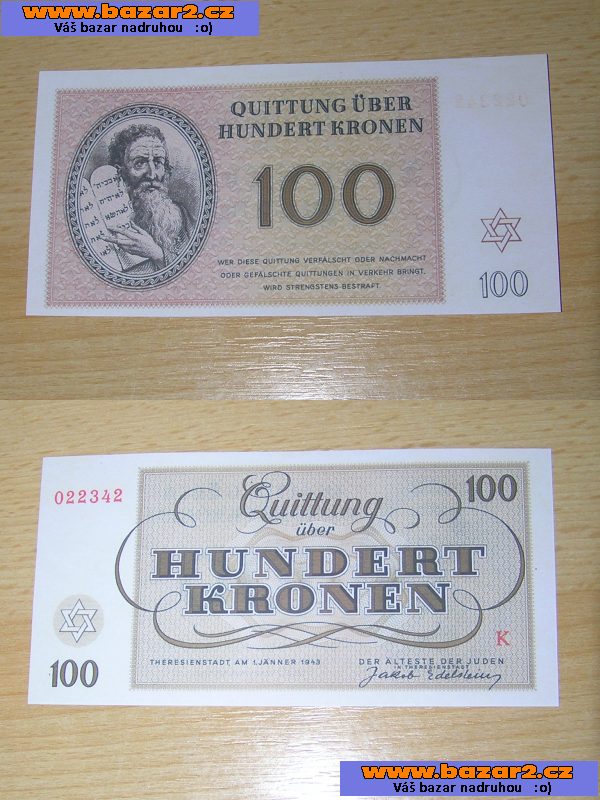 www.bazar2.cz
Váš bazar nadruhou :o)
QUITTUNG ÜBER
HUNDERT KRONEN
100
WER DIESE QUITTUNG VERFÄLSCHT ODER NACHMACHT
ODER GEFÄLSCHTE QUITTUNGEN IN VERKEHR BRINGT,
WIRD STRENGSTENS BESTRAFT.
100
022342
Quittung
über
HUNDERT
KRONEN
100
K
100
THERESIENSTADT, AM 1. JÄNNER 1943
DER ÄLTESTE DER JUDEN
IN THERESIENSTADT
Jakob Edelstein
www.bazar2.cz
Váš bazar nadruhou :o)